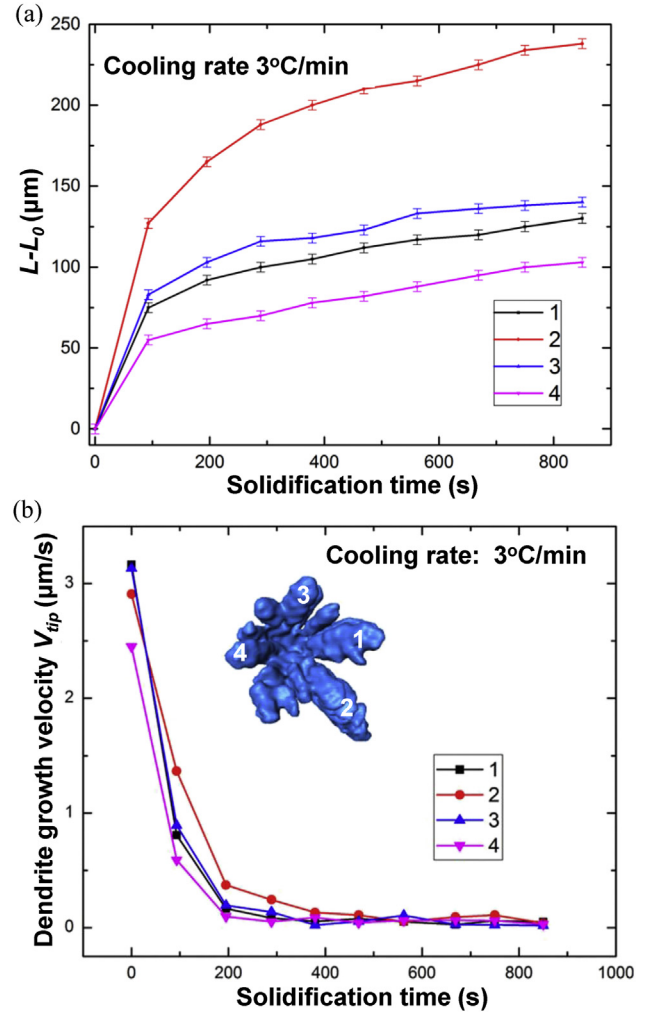 (a)
250
200
150
100
50
0
L-L₀ (µm)
Cooling rate 3°C/min
1
2
3
4
0 200 400 600 800
Solidification time (s)
(b)
3
2
1
0
Dendrite growth velocity Vtip (µm/s)
Cooling rate: 3°C/min
3
1
4
2
1
2
3
4
0 200 400 600 800 1000
Solidification time (s)